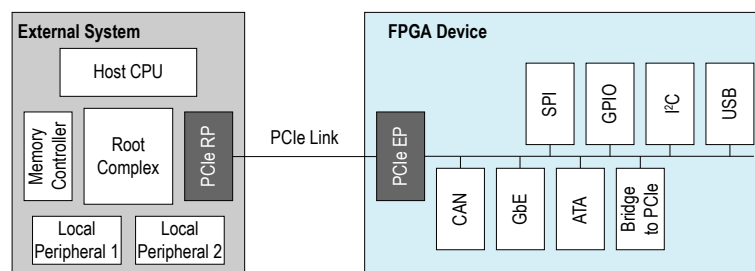 External System
Host CPU
Memory
Controller
Root
Complex
PCIe RP
Local
Peripheral 1
Local
Peripheral 2
PCIe Link
FPGA Device
PCIe EP
SPI
GPIO
I²C
USB
CAN
GbE
ATA
Bridge
to PCIe